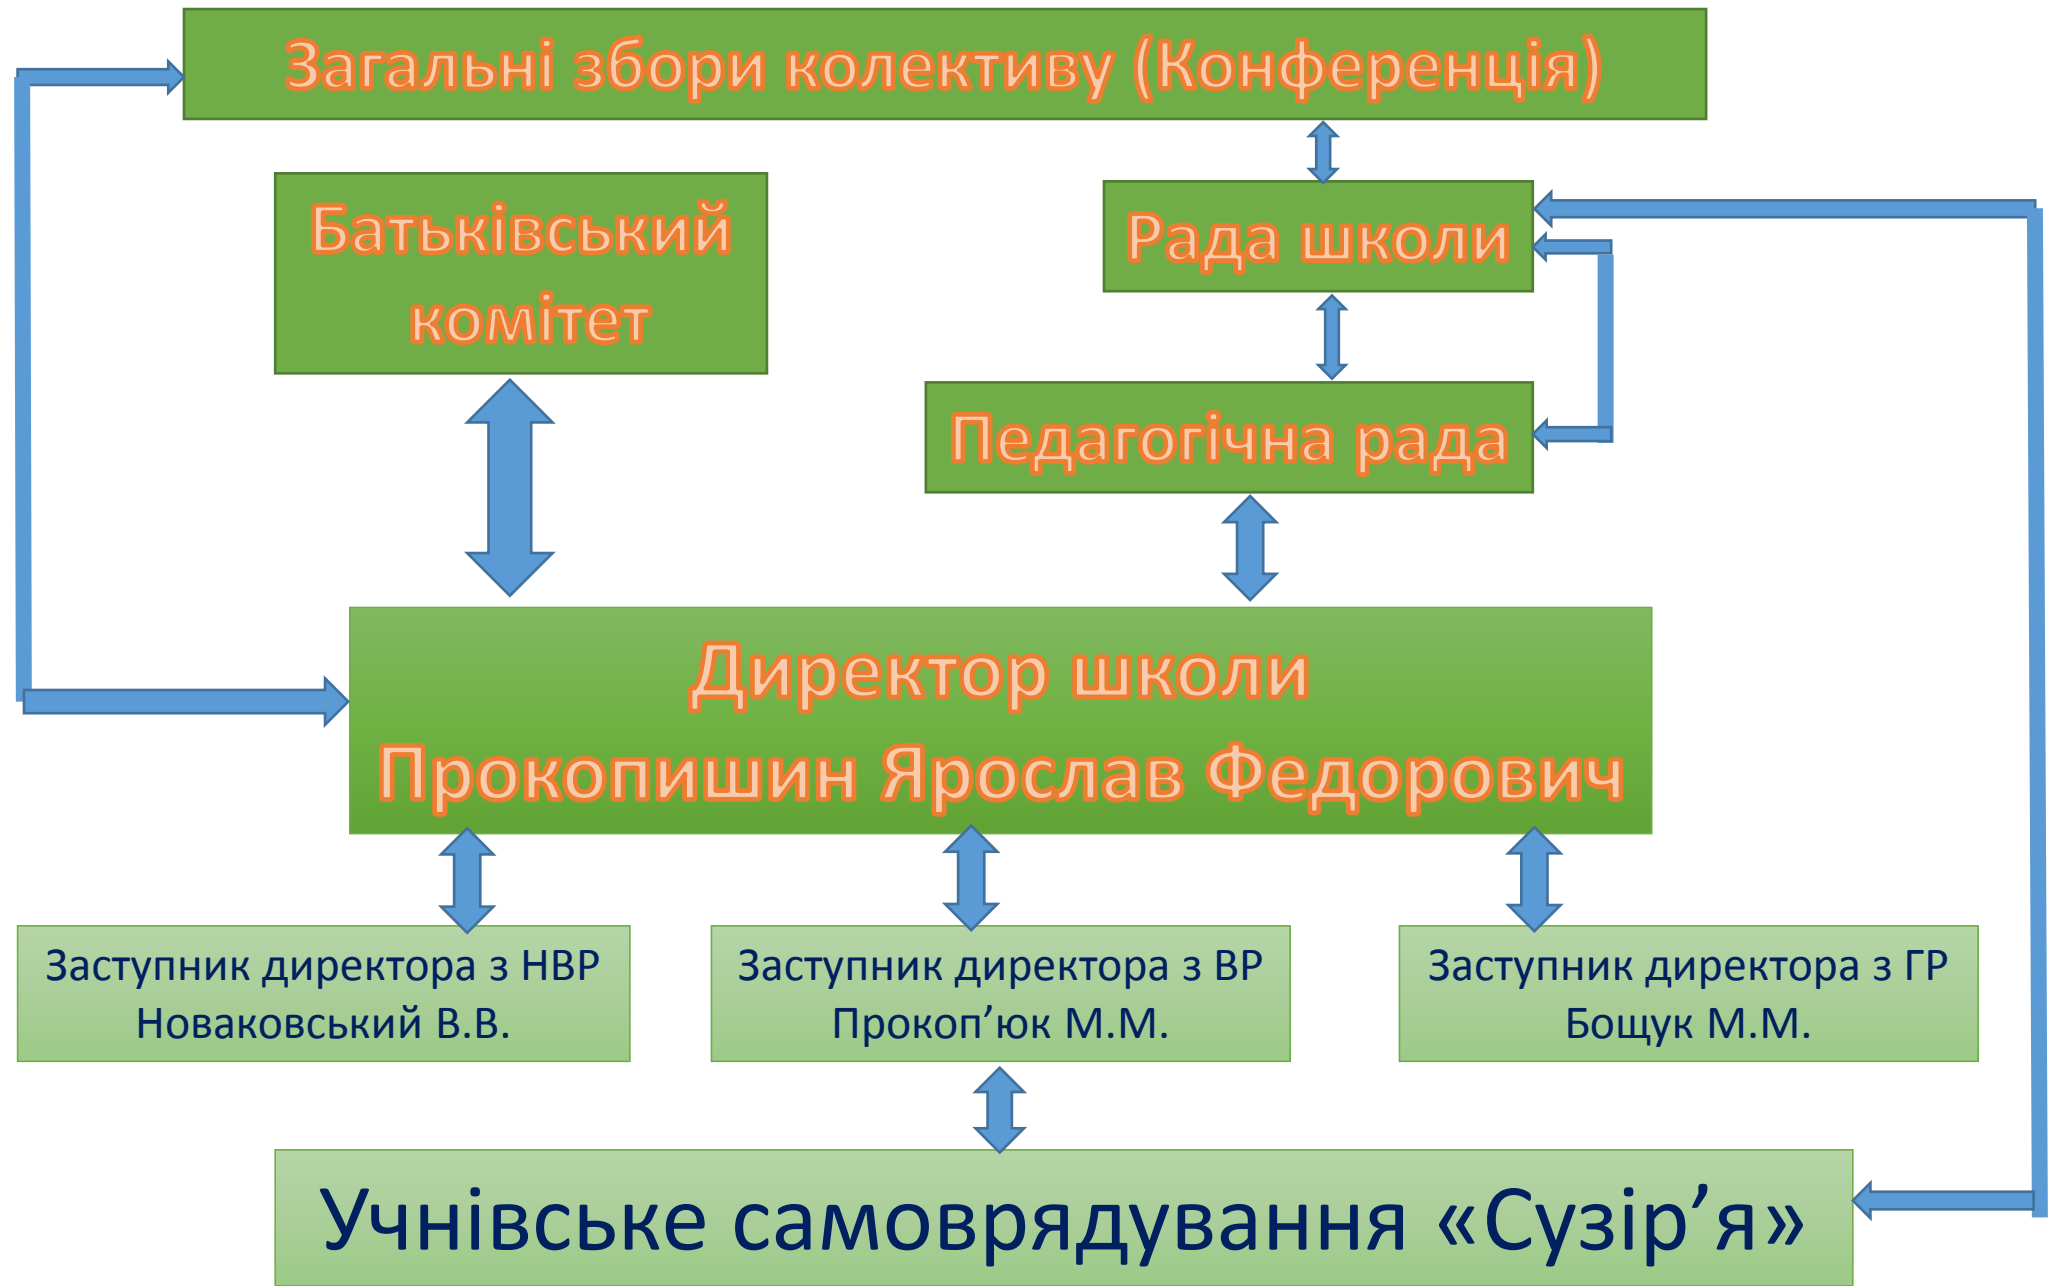 Загальні збори колективу (Конференція)
Батьківський
комітет
Рада школи
Педагогічна рада
Директор школи
Прокопишин Ярослав Федорович
Заступник директора з НВР
Новаковський В.В.
Заступник директора з ВР
Прокоп’юк М.М.
Заступник директора з ГР
Бощук М.М.
Учнівське самоврядування «Сузір’я»